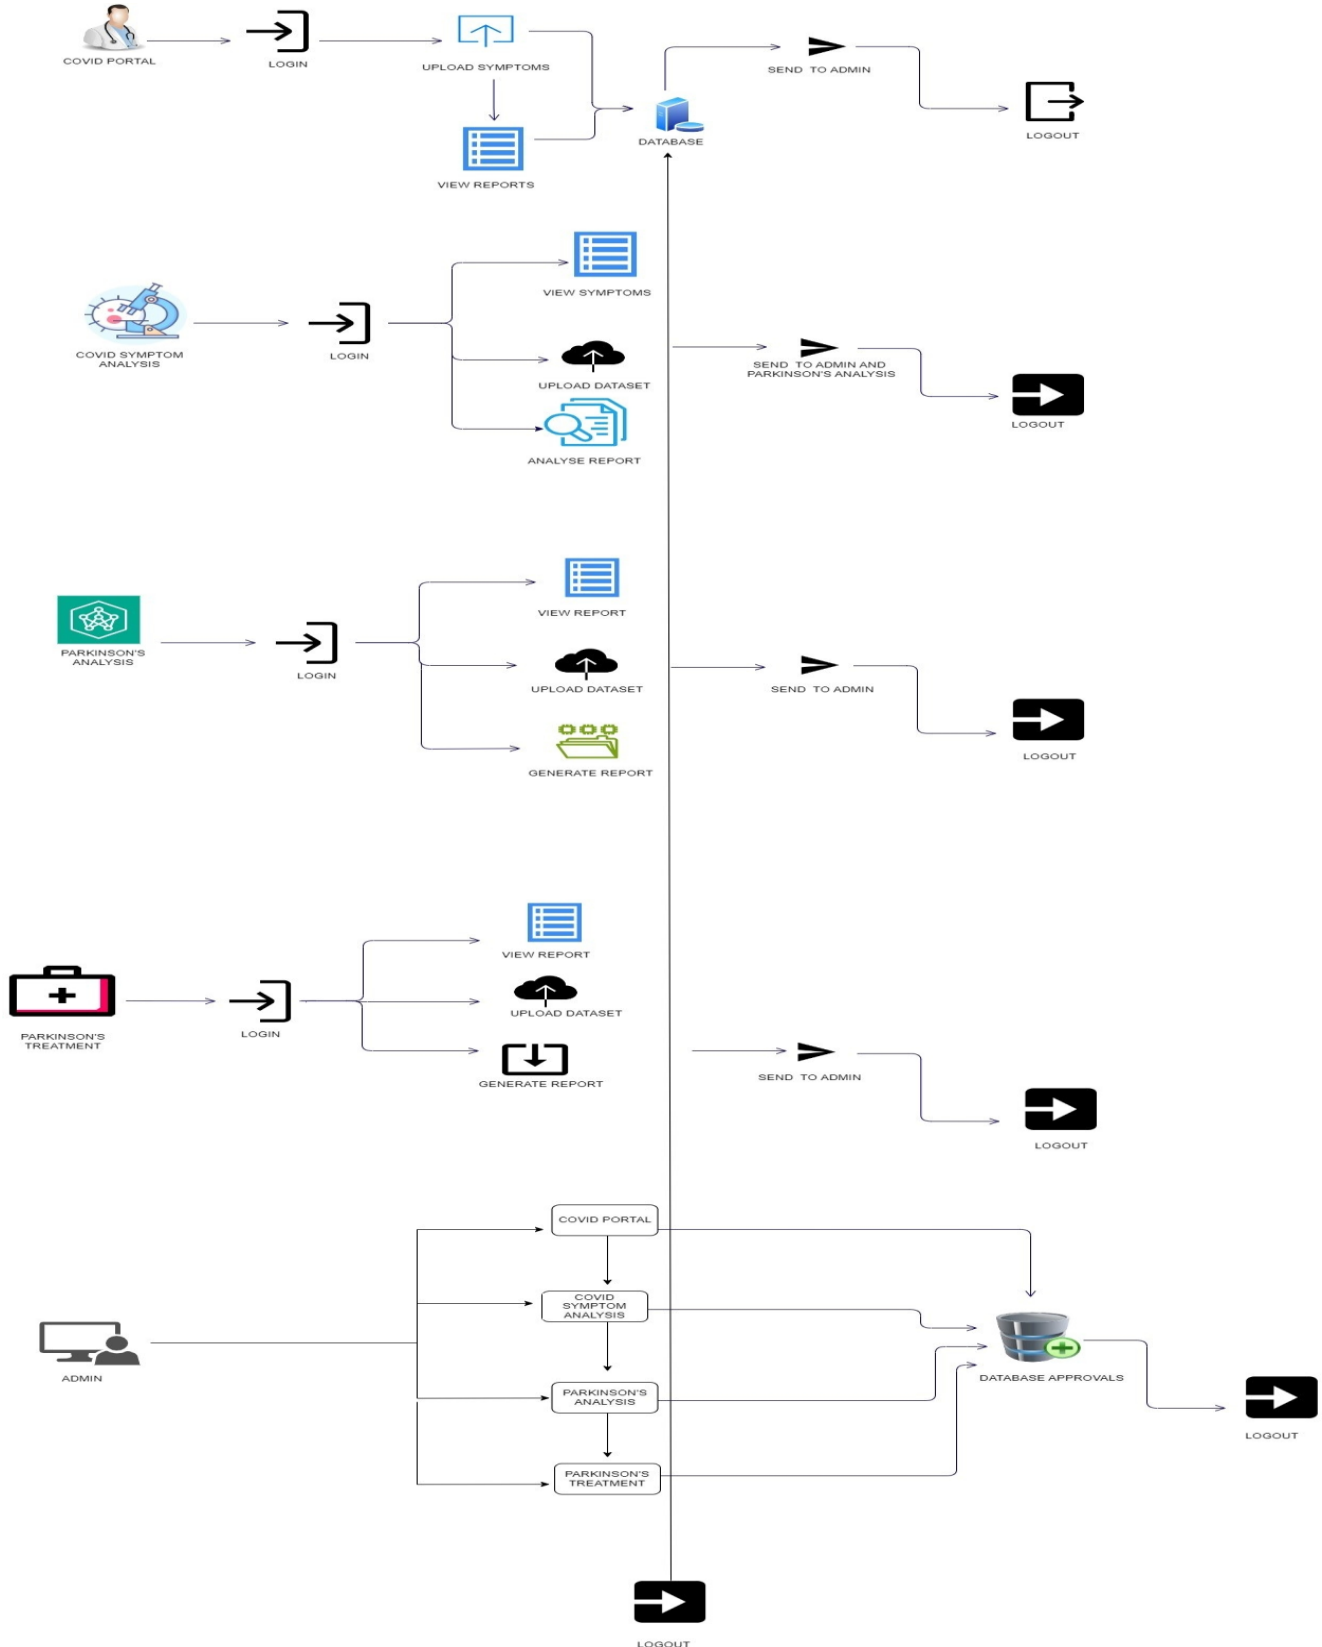 COVID PORTAL
LOGIN
UPLOAD SYMPTOMS
SEND TO ADMIN
LOGOUT
DATABASE
VIEW REPORTS
VIEW SYMPTOMS
COVID SYMPTOM
ANALYSIS
LOGIN
UPLOAD DATASET
SEND TO ADMIN AND
PARKINSON'S ANALYSIS
LOGOUT
ANALYSE REPORT
VIEW REPORT
PARKINSON'S
ANALYSIS
LOGIN
UPLOAD DATASET
SEND TO ADMIN
LOGOUT
GENERATE REPORT
VIEW REPORT
PARKINSON'S
TREATMENT
LOGIN
UPLOAD DATASET
GENERATE REPORT
SEND TO ADMIN
LOGOUT
COVID PORTAL
COVID
SYMPTOM
ANALYSIS
ADMIN
PARKINSON'S
ANALYSIS
DATABASE APPROVALS
LOGOUT
PARKINSON'S
TREATMENT
LOGOUT